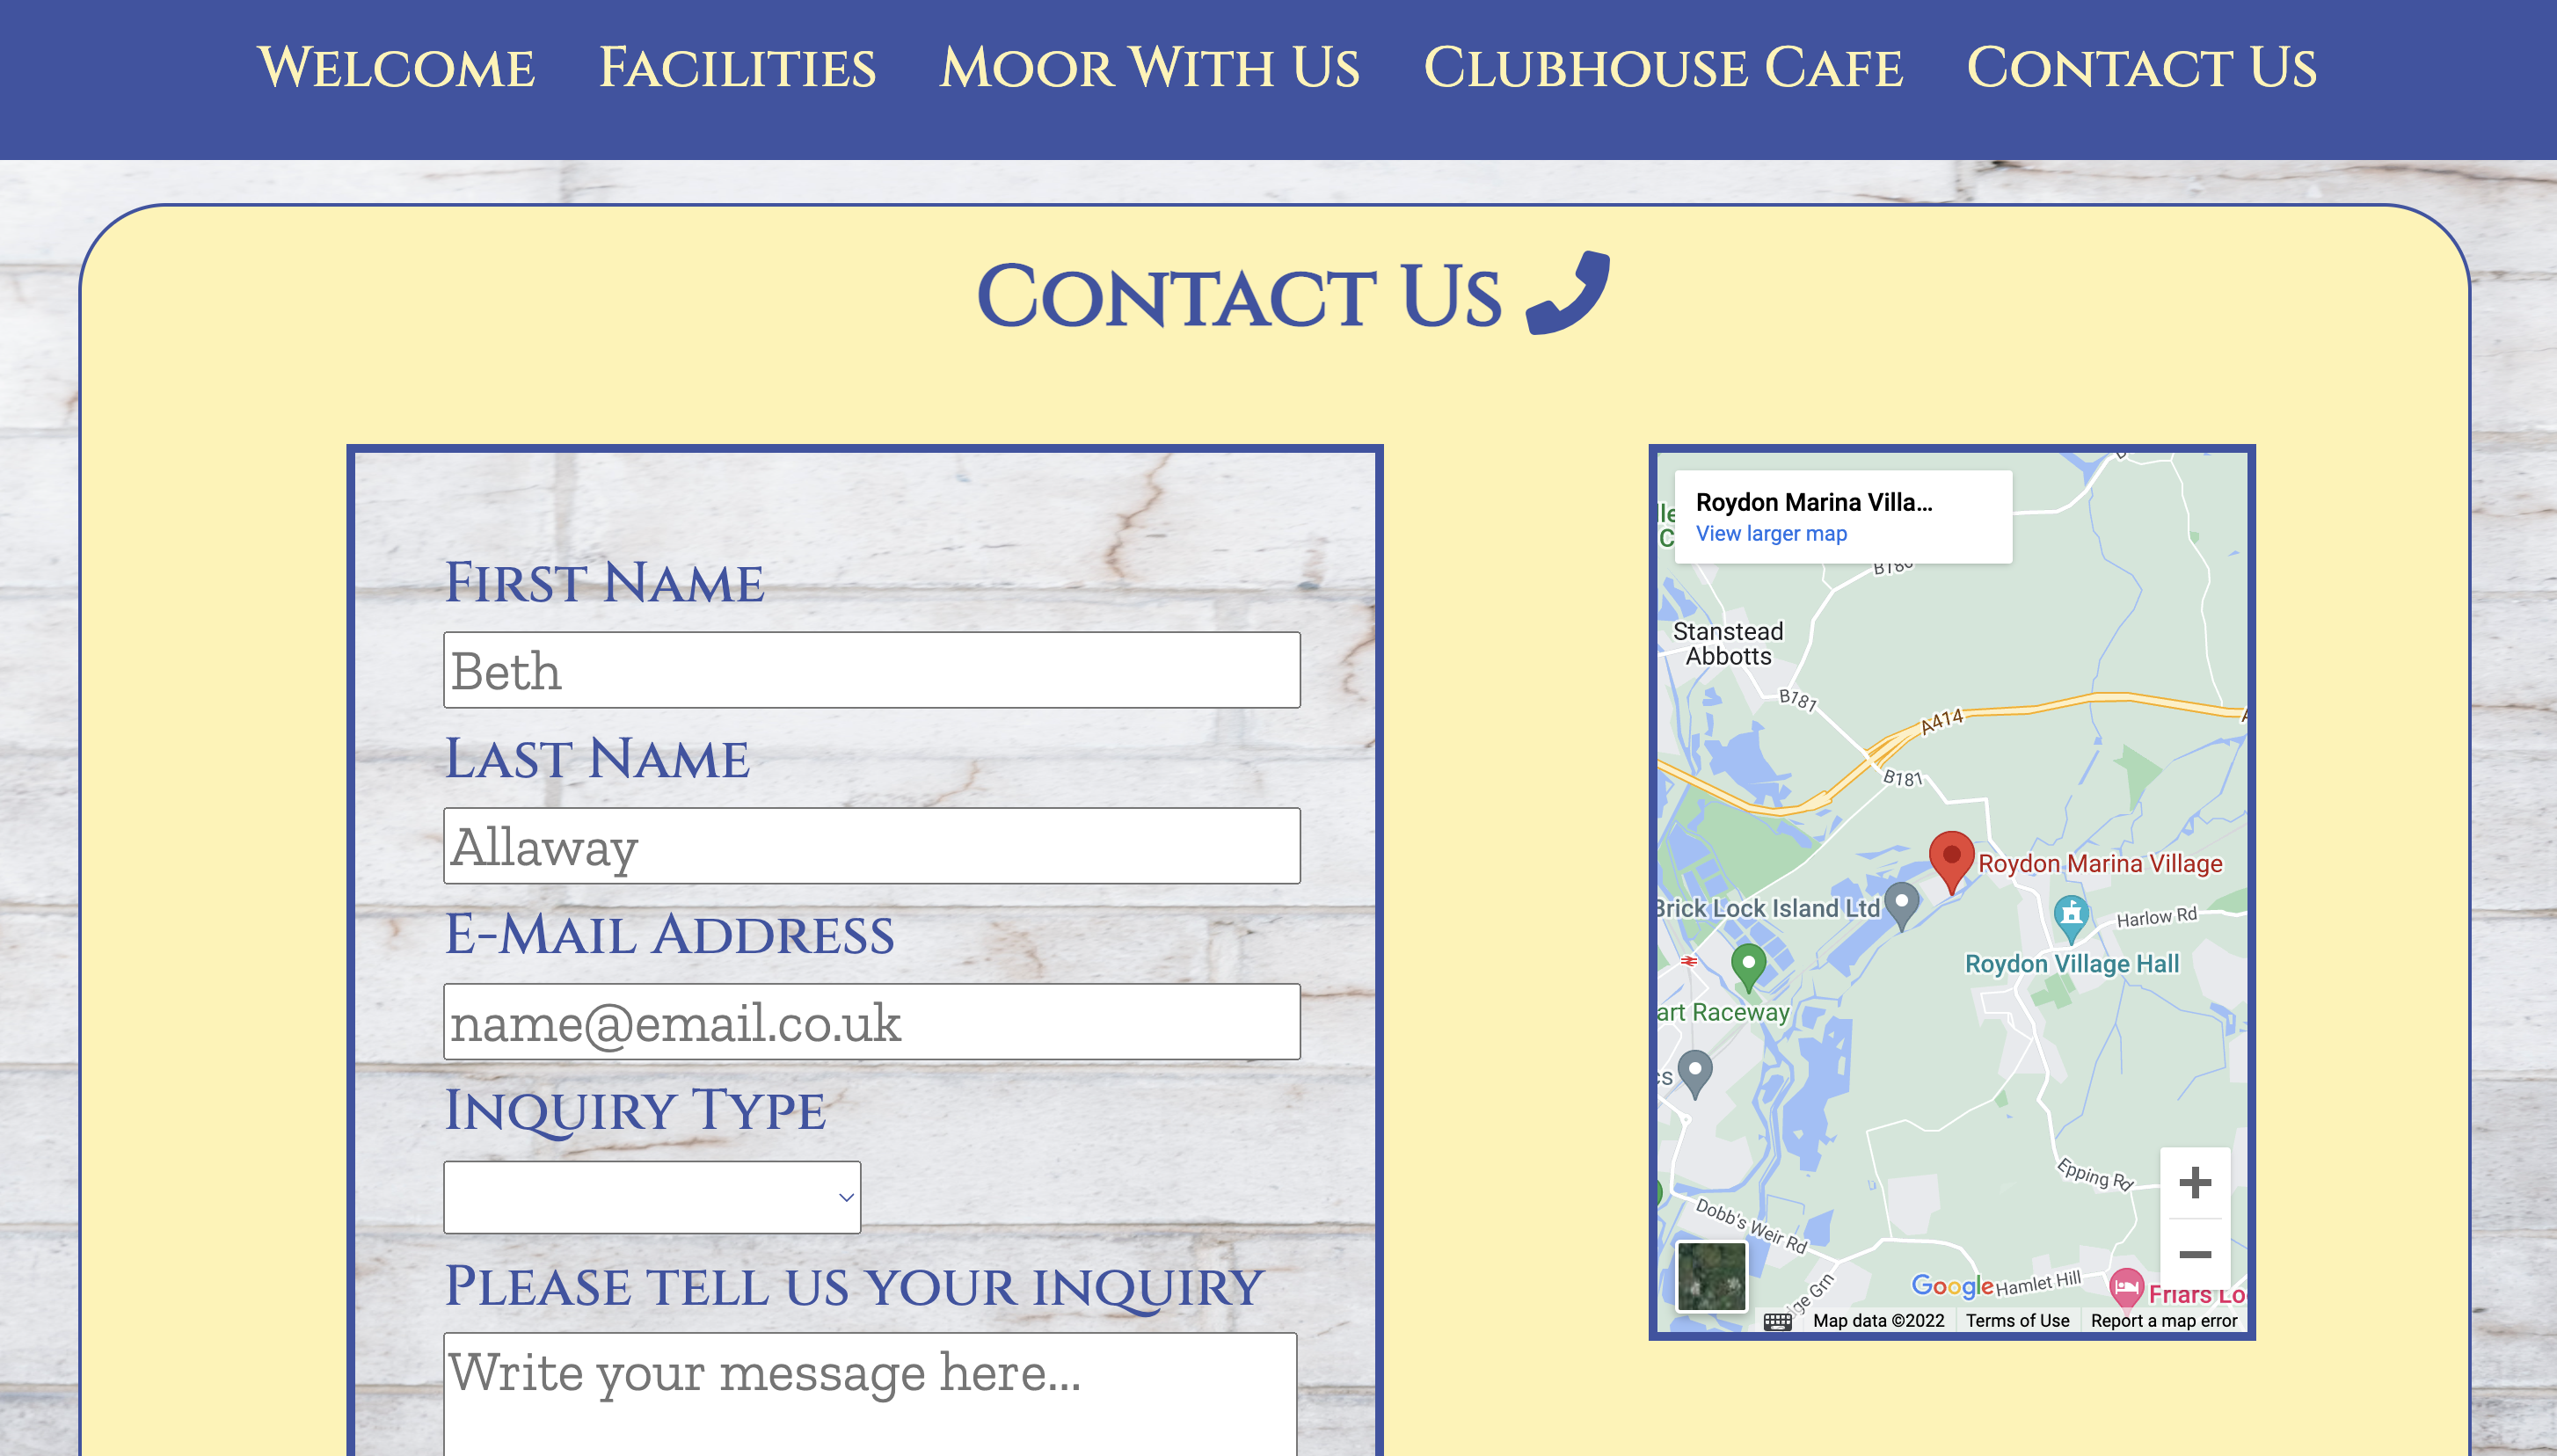 Welcome Facilities Moor With Us Clubhouse Cafe Contact Us
Contact Us
First Name
Beth
Last Name
Allaway
E-Mail Address
name@email.co.uk
Inquiry Type
Please tell us your inquiry
Write your message here...
Roydon Marina Villa...
View larger map
Stanstead
Abbotts
B181
A414
B181
Roydon Marina Village
Brick Lock Island Ltd
Harlow Rd
Roydon Village Hall
art Raceway
Epping Rd
Dobb's Weir Rd
Google
Hamlet Hill
Friars Lo
Map data ©2022 Terms of Use Report a map error